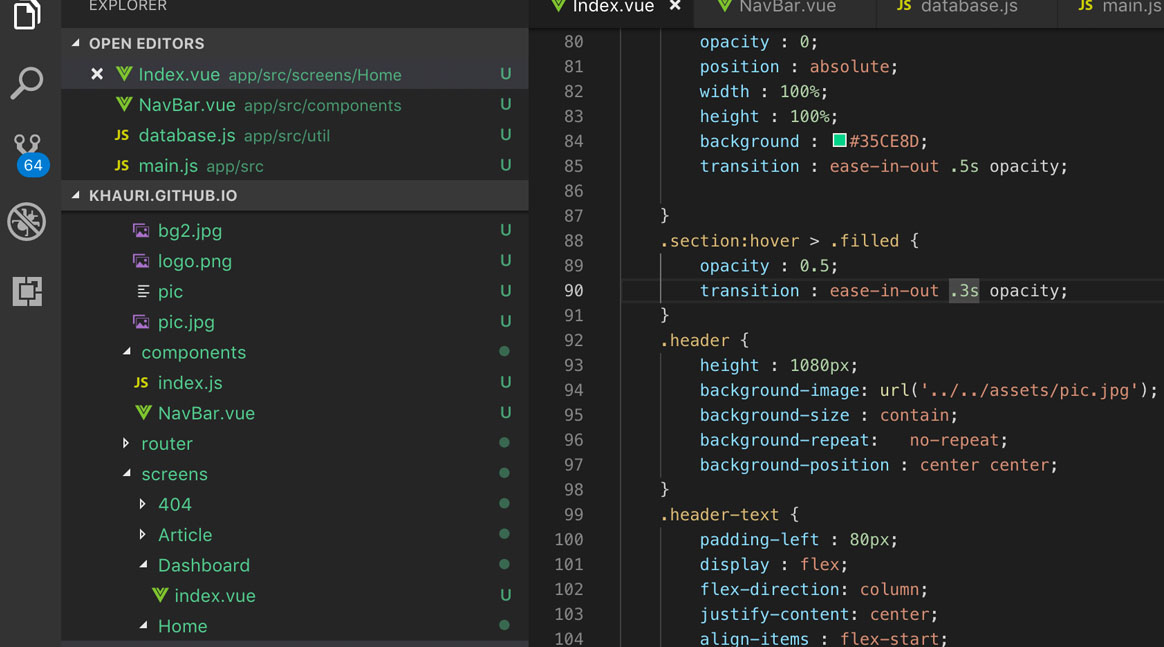 EXPLORER
OPEN EDITORS
Index.vue app/src/screens/Home U
NavBar.vue app/src/components U
JS database.js app/src/util U
JS main.js app/src U
64
KHAURI.GITHUB.IO
bg2.jpg U
logo.png U
pic U
pic.jpg U
components
JS index.js U
NavBar.vue U
router
screens
404
Article
Dashboard
index.vue U
Home
Index.vue NavBar.vue JS database.js JS main.js
80 opacity : 0;
81 position : absolute;
82 width : 100%;
83 height : 100%;
84 background : #35CE8D;
85 transition : ease-in-out .5s opacity;
86
87 }
88 .section:hover > .filled {
89 opacity : 0.5;
90 transition : ease-in-out .3s opacity;
91 }
92 .header {
93 height : 1080px;
94 background-image: url('../../assets/pic.jpg');
95 background-size : contain;
96 background-repeat:   no-repeat;
97 background-position : center center;
98 }
99 .header-text {
100 padding-left : 80px;
101 display : flex;
102 flex-direction: column;
103 justify-content: center;
104 align-items : flex-start;